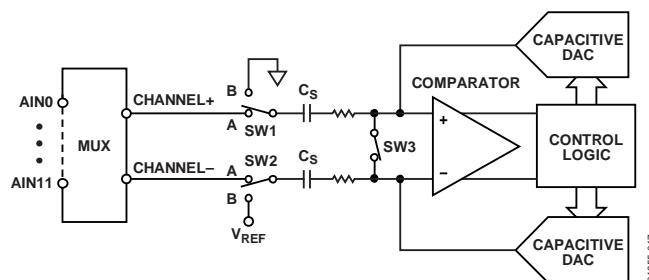 CAPACITIVE
DAC
B
COMPARATOR
AIN0
CHANNEL+
CS
A
SW1
+
MUX
SW3
CONTROL
LOGIC
CHANNEL–
A
SW2
CS
–
AIN11
B
VREF
CAPACITIVE
DAC